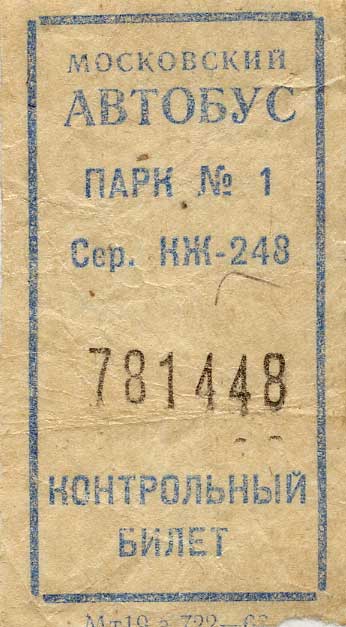 МОСКОВСКИЙ
АВТОБУС
ПАРК № 1
Сер. КЖ-248
781448
КОНТРОЛЬНЫЙ
БИЛЕТ